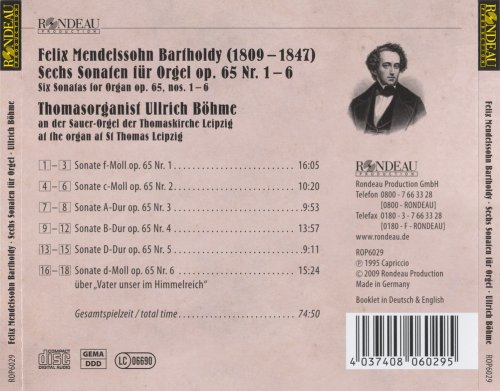 RONDEAU
PRODUCTION
Felix Mendelssohn Bartholdy · Sechs Sonaten für Orgel · Ullrich Böhme
ROP6029
Felix Mendelssohn Bartholdy (1809 – 1847)
Sechs Sonaten für Orgel op. 65 Nr. 1 – 6
Six Sonatas for Organ op. 65, nos. 1 – 6
Thomasorganist Ullrich Böhme
an der Sauer-Orgel der Thomaskirche Leipzig
at the organ at St Thomas Leipzig
1 – 3 Sonate f-Moll op. 65 Nr. 1 16:05
4 – 6 Sonate c-Moll op. 65 Nr. 2 10:20
7 – 8 Sonate A-Dur op. 65 Nr. 3 9:53
9 – 12 Sonate B-Dur op. 65 Nr. 4 13:57
13 – 15 Sonate D-Dur op. 65 Nr. 5 9:11
16 – 18 Sonate d-Moll op. 65 Nr. 6 15:24
über „Vater unser im Himmelreich”
Gesamtspielzeit / total time 74:50
COMPACT
disc
DIGITAL AUDIO
GEMA
DDD
LC 06690
RONDEAU
PRODUCTION
Rondeau Production GmbH
Telefon 0800 - 7 66 33 28
[0800 - RONDEAU]
Telefax 0180 - 3 - 7 66 33 28
[0180 - F - RONDEAU]
www.rondeau.de
ROP6029
℗ 1995 Capriccio
© 2009 Rondeau Production
Made in Germany
Booklet in Deutsch & English
4 037408 060295
RONDEAU
PRODUCTION
Felix Mendelssohn Bartholdy · Sechs Sonaten für Orgel · Ullrich Böhme
ROP6029